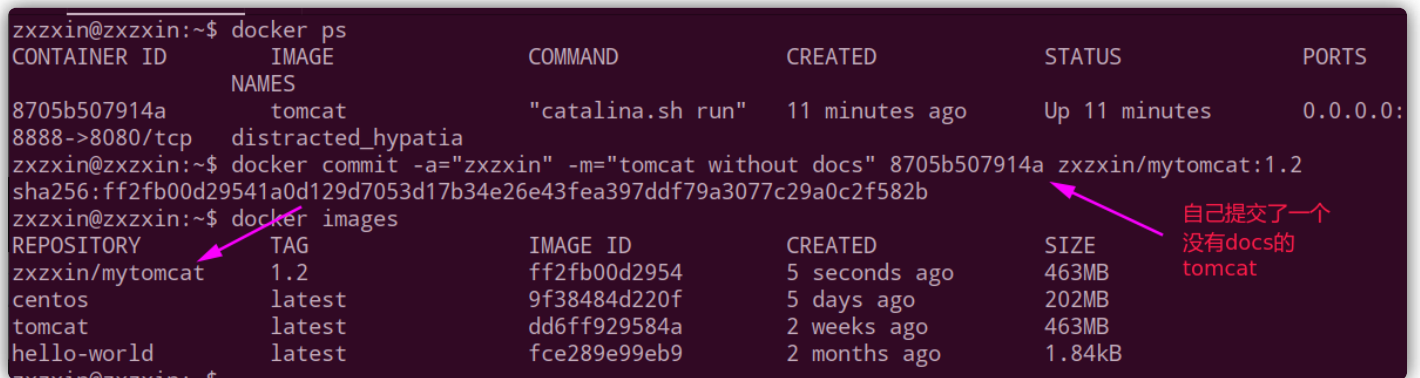 zxzxin@zxzxin:~$ docker ps
CONTAINER ID        IMAGE               COMMAND             CREATED             STATUS              PORTS
                    NAMES
8705b507914a        tomcat              "catalina.sh run"   11 minutes ago      Up 11 minutes       0.0.0.0:
8888->8080/tcp   distracted_hypatia
zxzxin@zxzxin:~$ docker commit -a="zxzxin" -m="tomcat without docs" 8705b507914a zxzxin/mytomcat:1.2
sha256:ff2fb00d29541a0d129d7053d17b34e26e43fea397ddf79a3077c29a0c2f582b
zxzxin@zxzxin:~$ docker images
REPOSITORY          TAG                 IMAGE ID            CREATED             SIZE
zxzxin/mytomcat     1.2                 ff2fb00d2954        5 seconds ago       463MB
centos              latest              9f38484d220f        5 days ago          202MB
tomcat              latest              dd6ff929584a        2 weeks ago         463MB
hello-world         latest              fce289e99eb9        2 months ago        1.84kB
自己提交了一个
没有docs的
tomcat